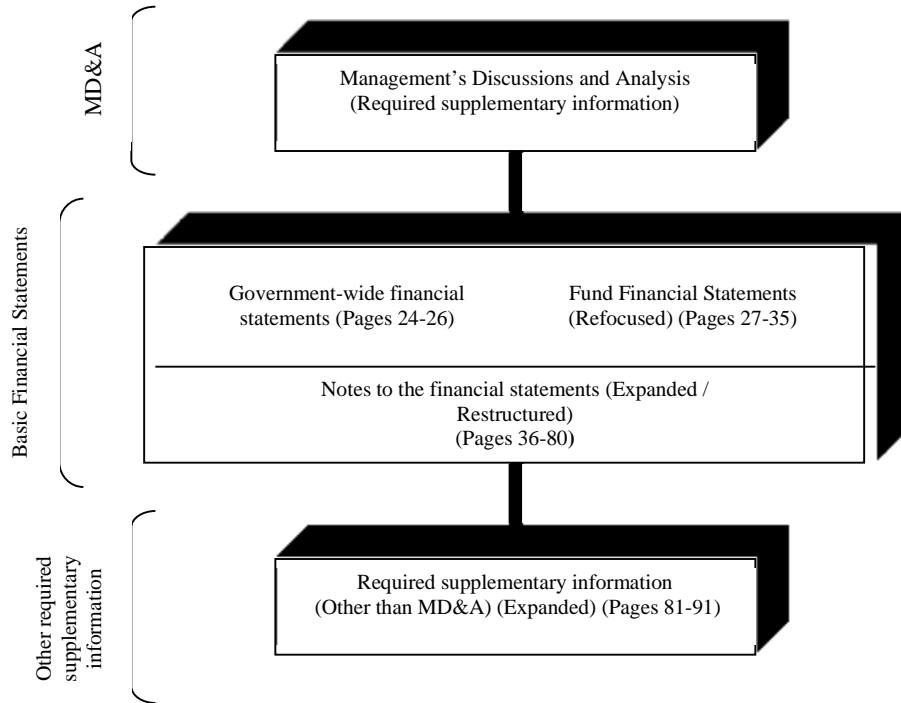 MD&A
Management’s Discussions and Analysis
(Required supplementary information)
Basic Financial Statements
Government-wide financial
statements (Pages 24-26)
Fund Financial Statements
(Refocused) (Pages 27-35)
Notes to the financial statements (Expanded /
Restructured)
(Pages 36-80)
Other required
supplementary
information
Required supplementary information
(Other than MD&A) (Expanded) (Pages 81-91)